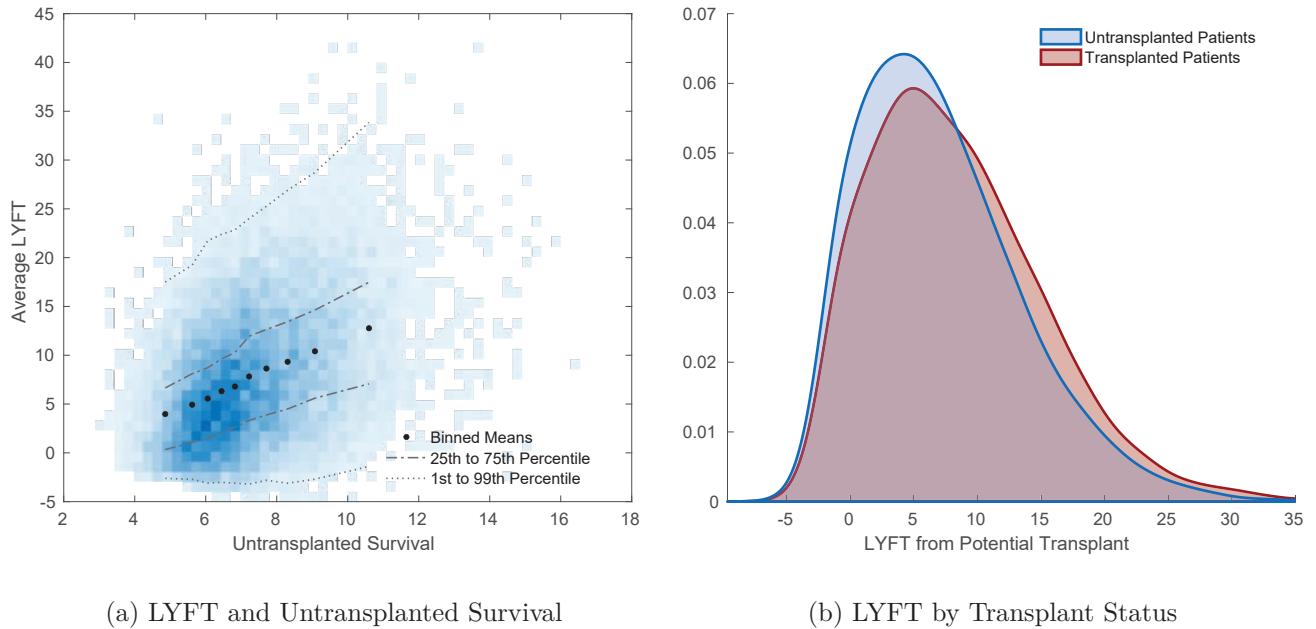 45
40
35
30
25
20
15
10
5
0
-5
Average LYFT
Binned Means
25th to 75th Percentile
1st to 99th Percentile
2 4 6 8 10 12 14 16 18
Untransplanted Survival
(a) LYFT and Untransplanted Survival
0.07
0.06
0.05
0.04
0.03
0.02
0.01
0
Untransplanted Patients
Transplanted Patients
-5 0 5 10 15 20 25 30 35
LYFT from Potential Transplant
(b) LYFT by Transplant Status